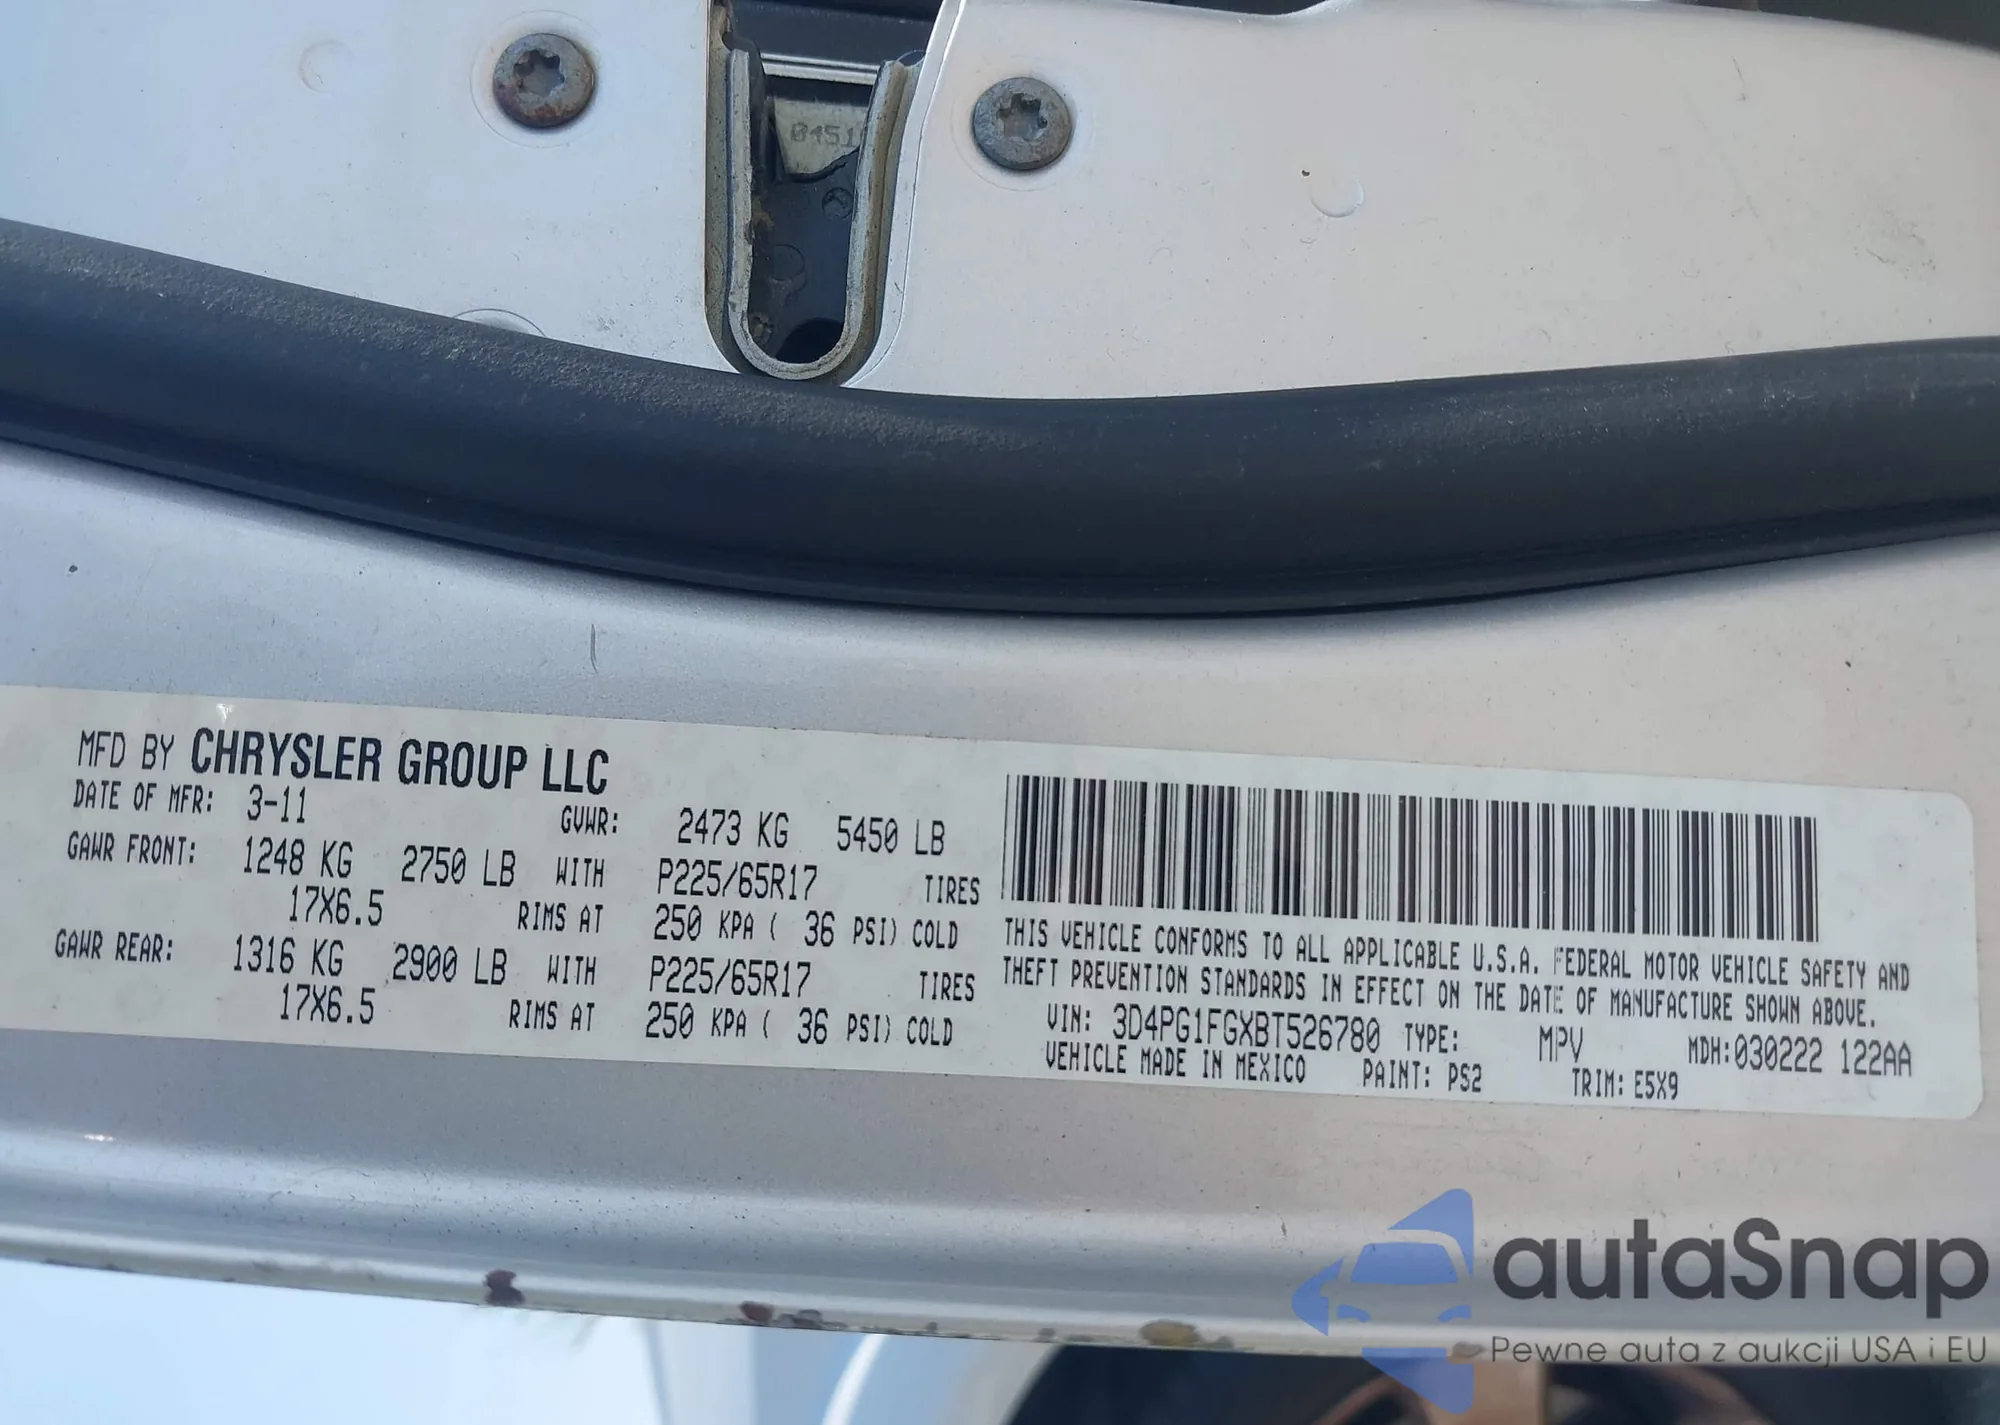 0451
MFD BY CHRYSLER GROUP LLC
DATE OF MFR: 3-11 GVWR: 2473 KG 5450 LB
GAWR FRONT: 1248 KG 2750 LB WITH P225/65R17 TIRES
17X6.5 RIMS AT 250 KPA ( 36 PSI) COLD
GAWR REAR: 1316 KG 2900 LB WITH P225/65R17 TIRES
17X6.5 RIMS AT 250 KPA ( 36 PSI) COLD
THIS VEHICLE CONFORMS TO ALL APPLICABLE U.S.A. FEDERAL MOTOR VEHICLE SAFETY AND
THEFT PREVENTION STANDARDS IN EFFECT ON THE DATE OF MANUFACTURE SHOWN ABOVE.
VIN: 3D4PG1FGXBT526780 TYPE: MPV MDH:030222 122AA
VEHICLE MADE IN MEXICO PAINT: PS2 TRIM: E5X9
autaSnap
Pewne auta z aukcji USA i EU